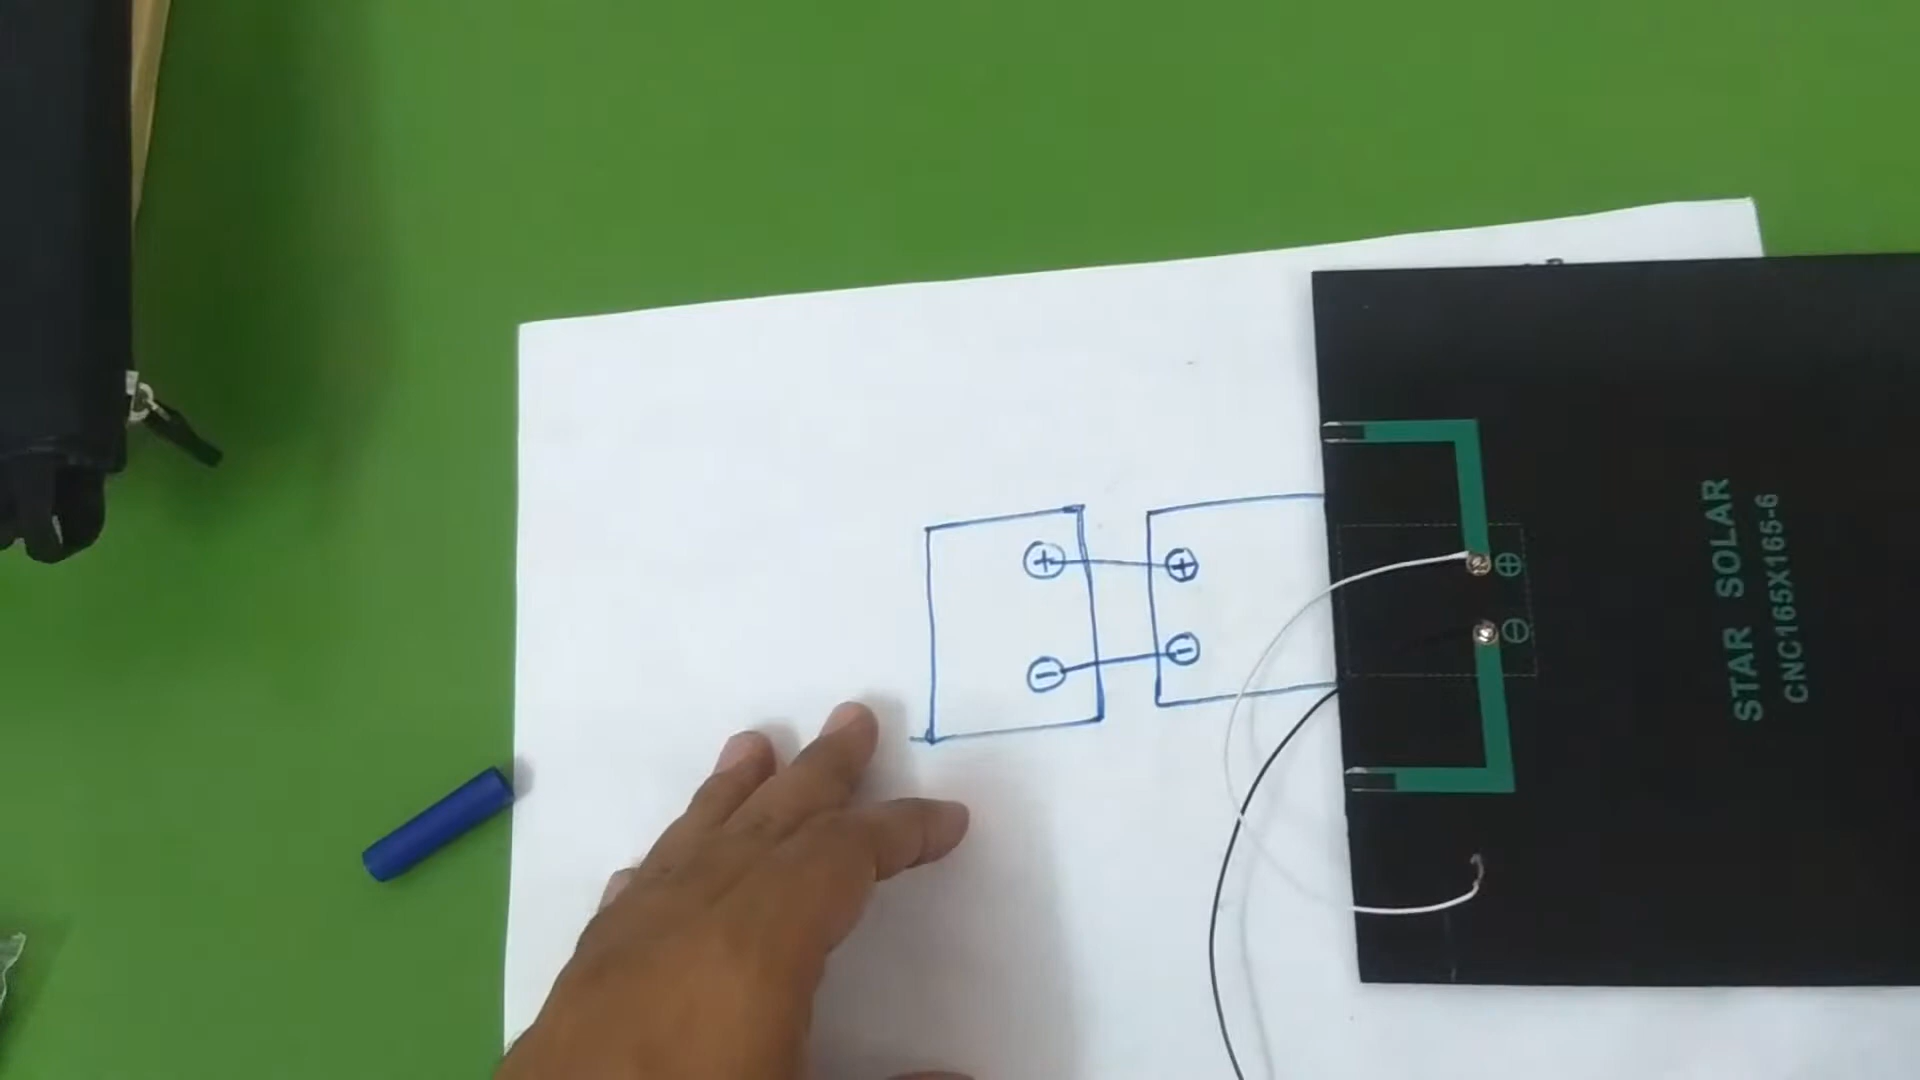 + +
- -
⊕
⊖
STAR SOLAR
CNC165X165-6